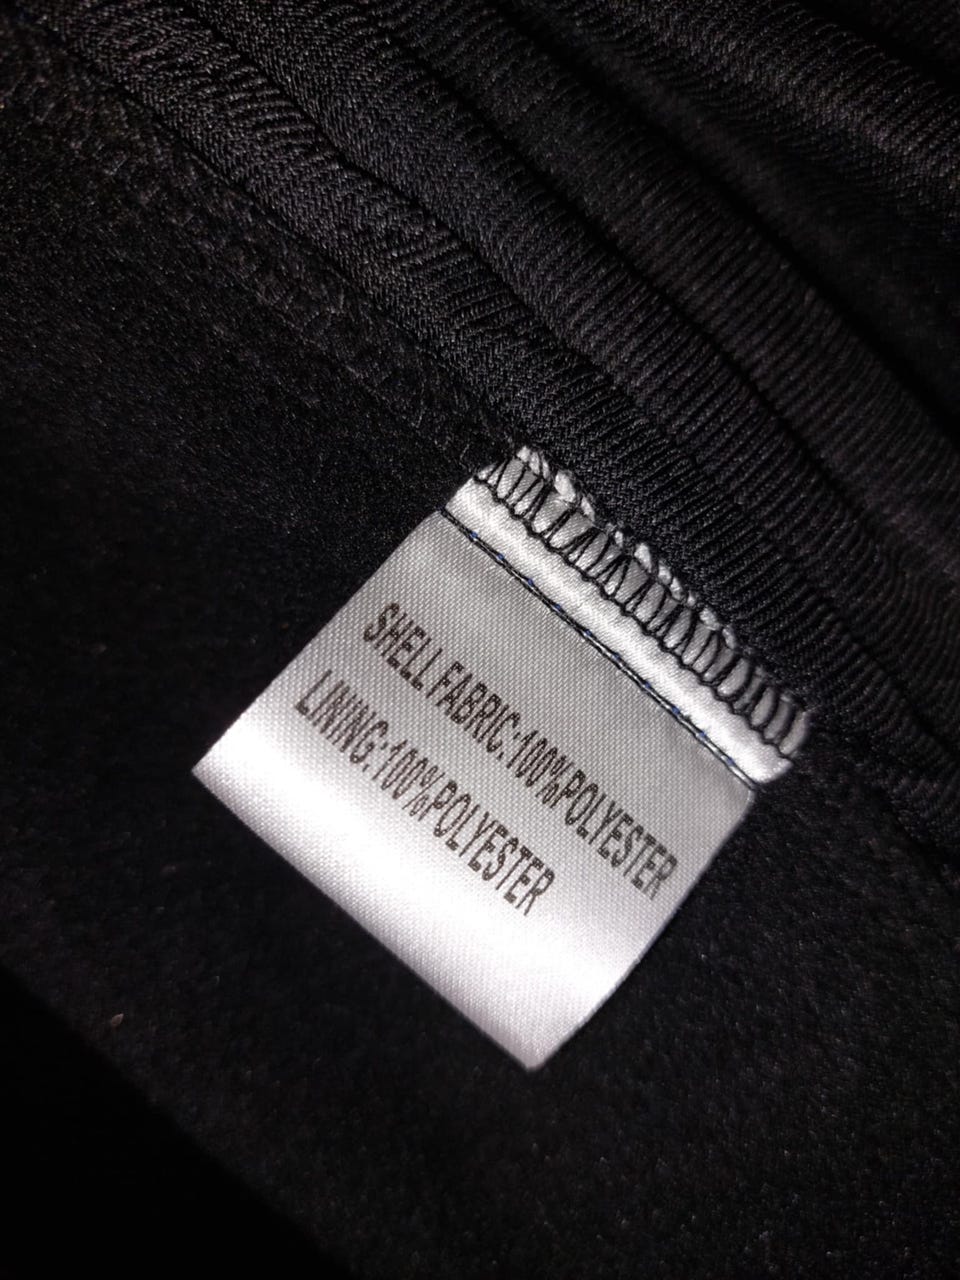 SHELL FABRIC:100%POLYESTER
LINING:100%POLYESTER